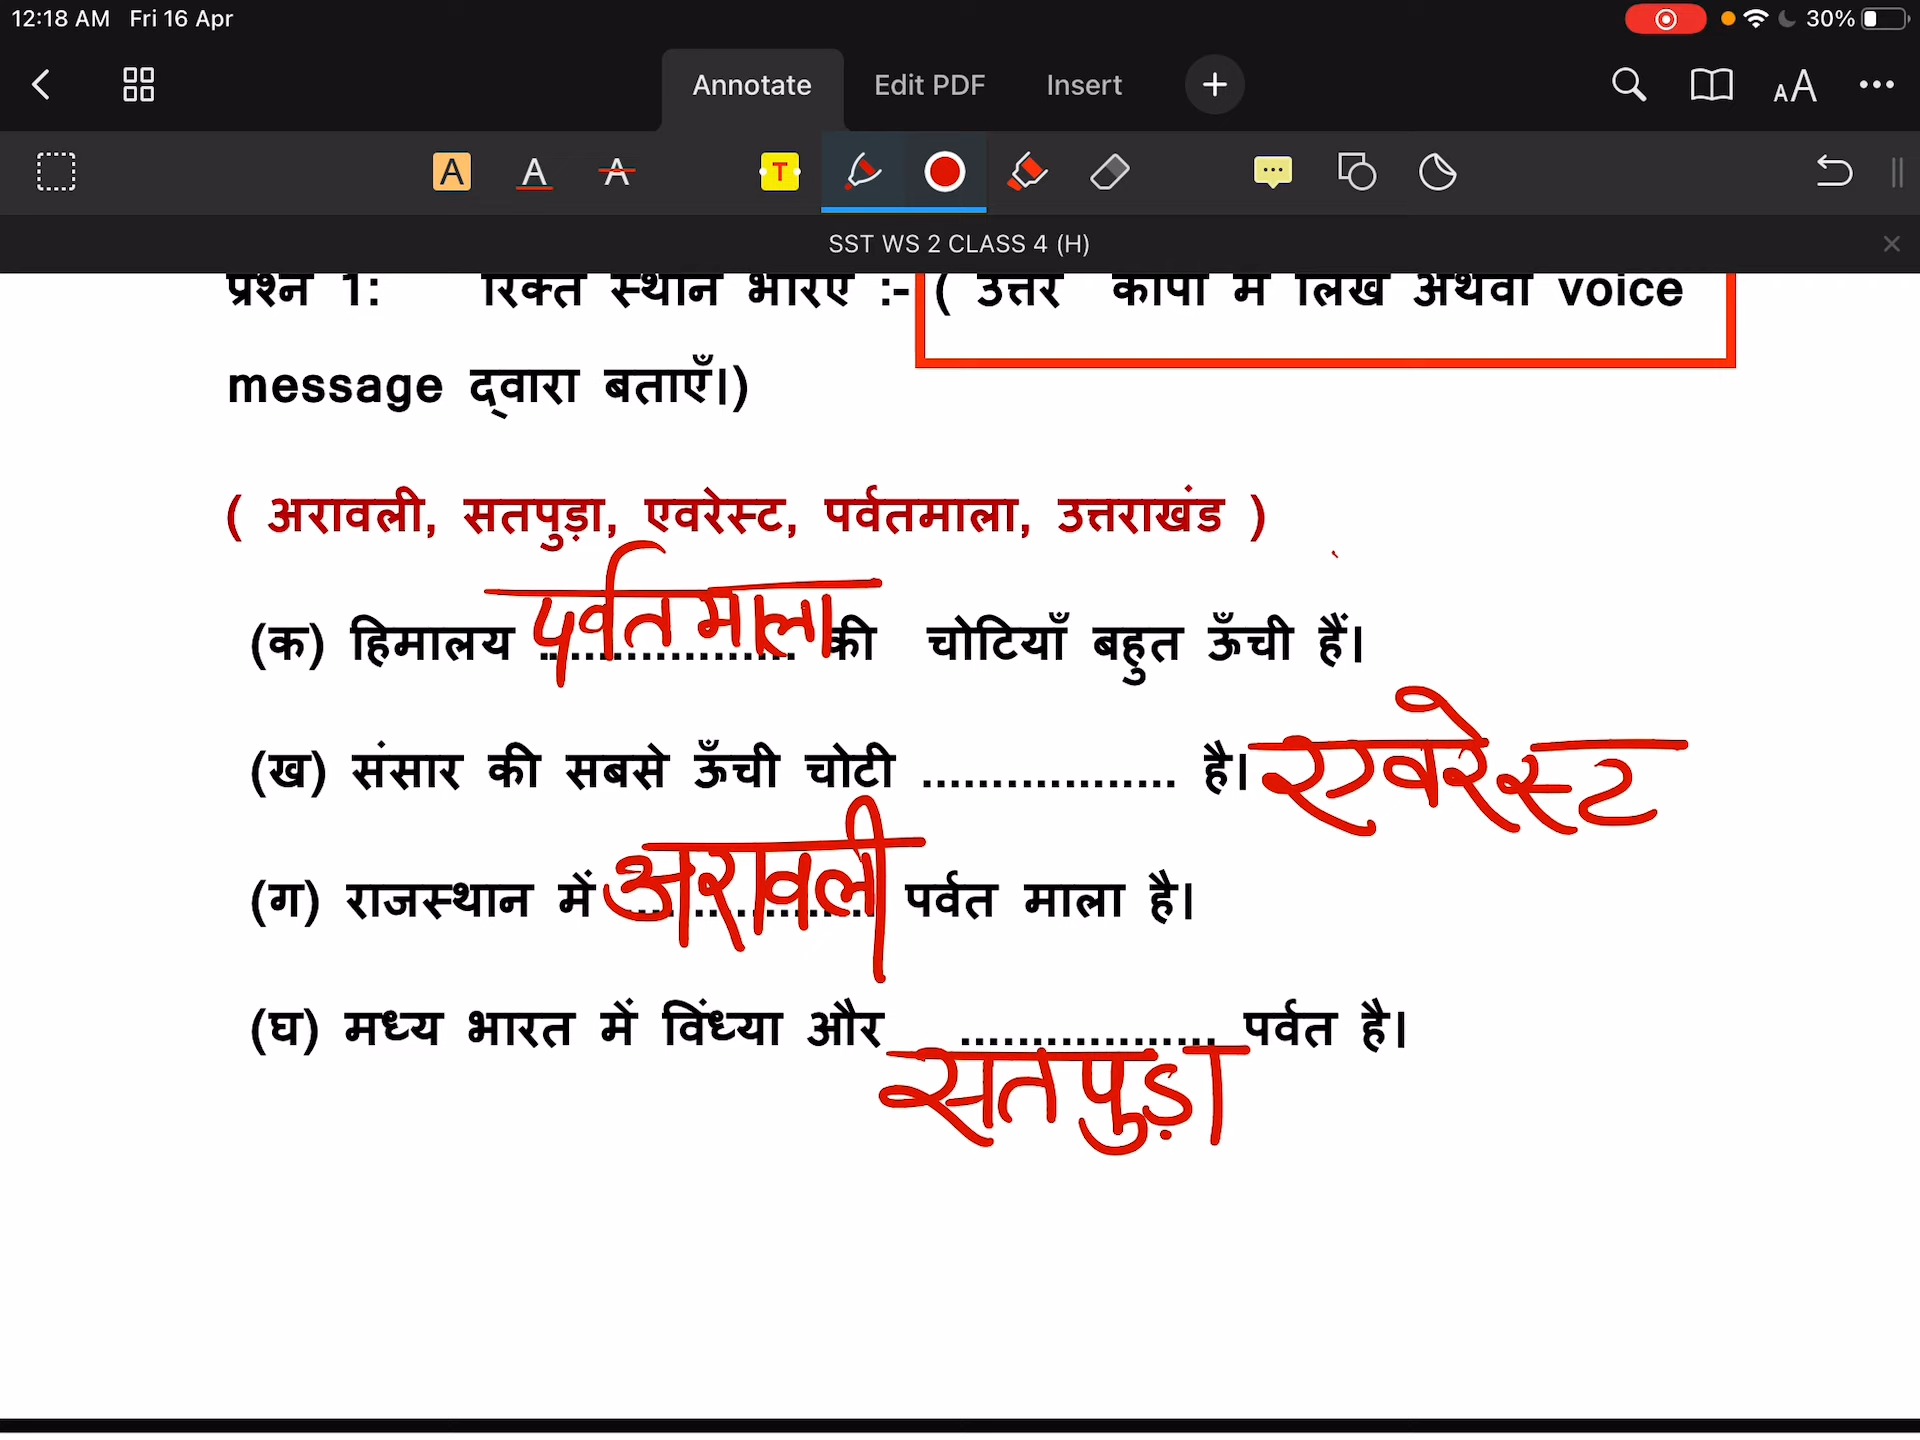 12:18 AM Fri 16 Apr 30%
Annotate Edit PDF Insert
SST WS 2 CLASS 4 (H)
प्रश्न 1: रिक्त स्थान भरिए :- ( उत्तर कॉपी में लिखें अथवा voice
message द्वारा बताएँ।)
( अरावली, सतपुड़ा, एवरेस्ट, पर्वतमाला, उत्तराखंड )
(क) हिमालय .................. की चोटियाँ बहुत ऊँची हैं।
पर्वतमाला
(ख) संसार की सबसे ऊँची चोटी .................. है।
एवरेस्ट
(ग) राजस्थान में .................. पर्वत माला है।
अरावली
(घ) मध्य भारत में विंध्या और .................. पर्वत है।
सतपुड़ा